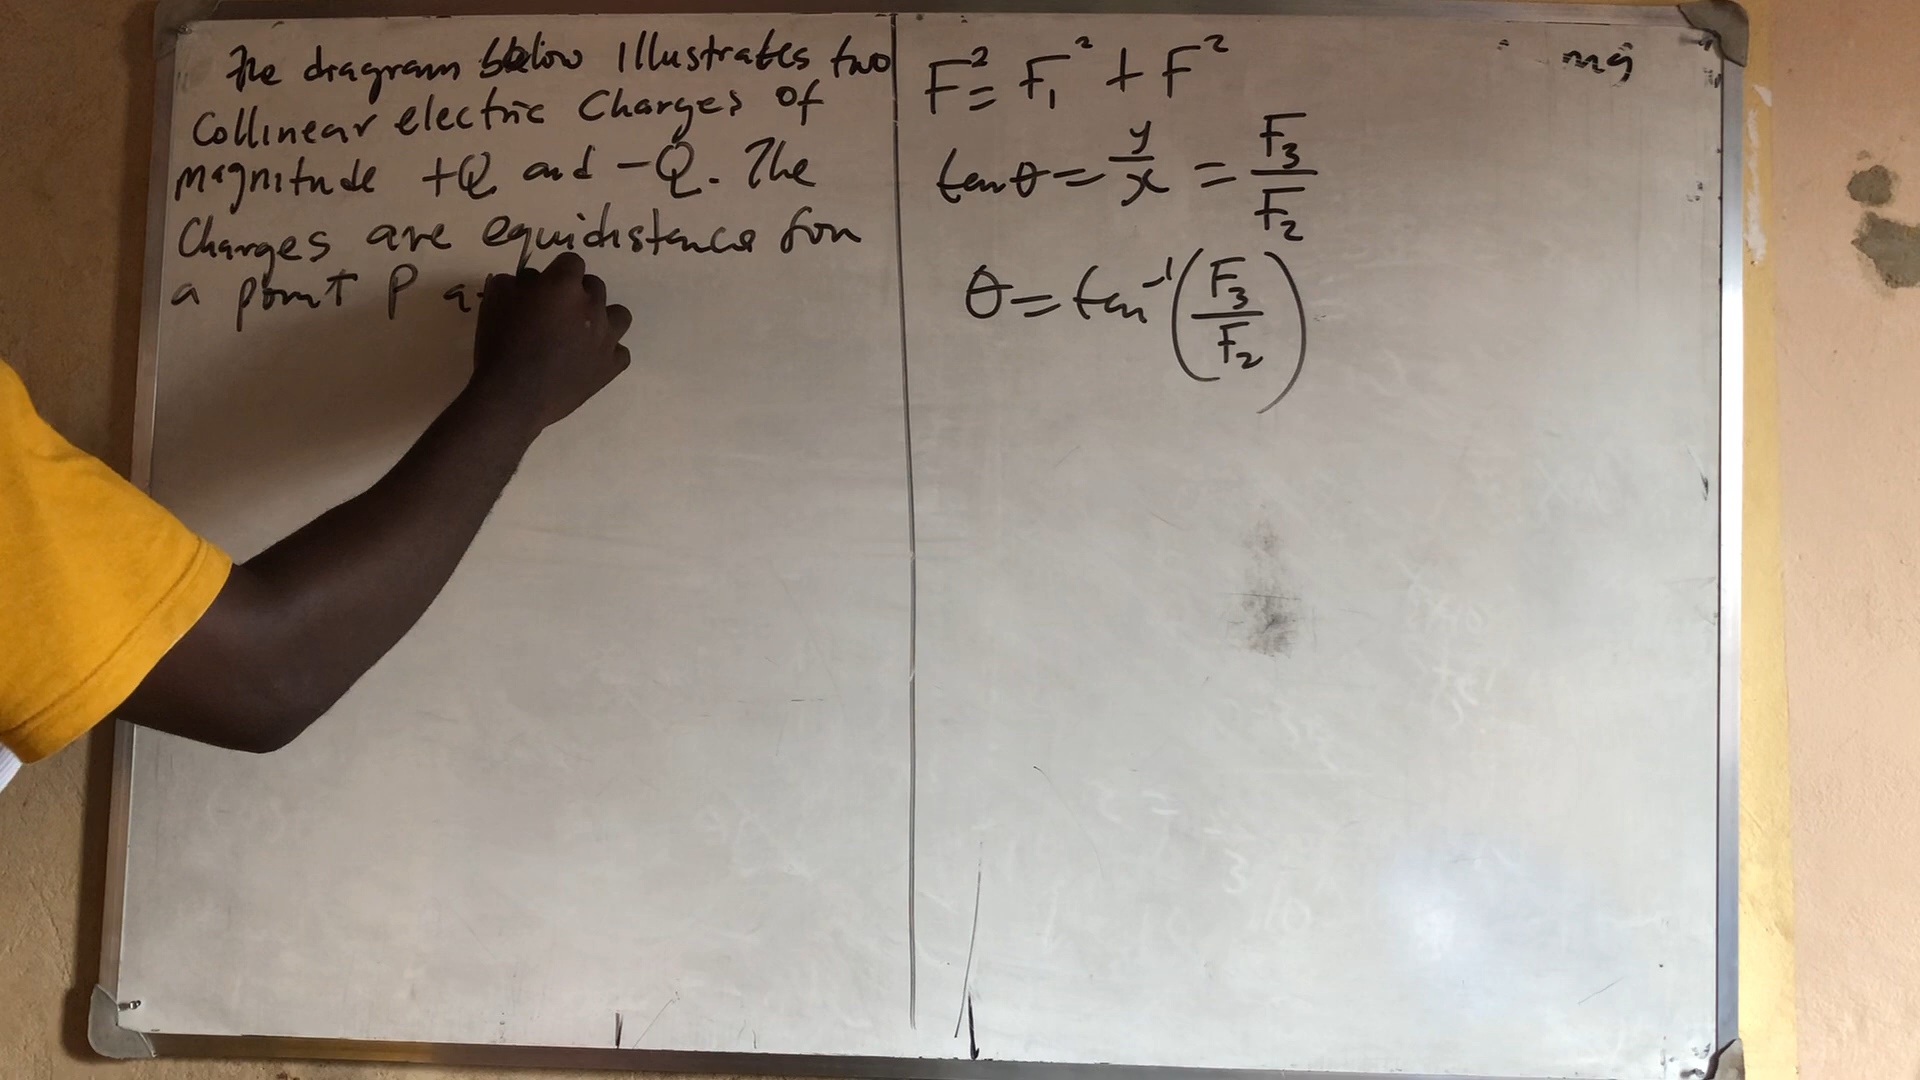 The diagram below illustrates two
Collinear electric Charges of
magnitude +Q and -Q. The
Charges are equidistance fon
a point P
F² = F₁² + F²
tanθ = y/x = F₃/F₂
θ = tan⁻¹(F₃/F₂)
mg